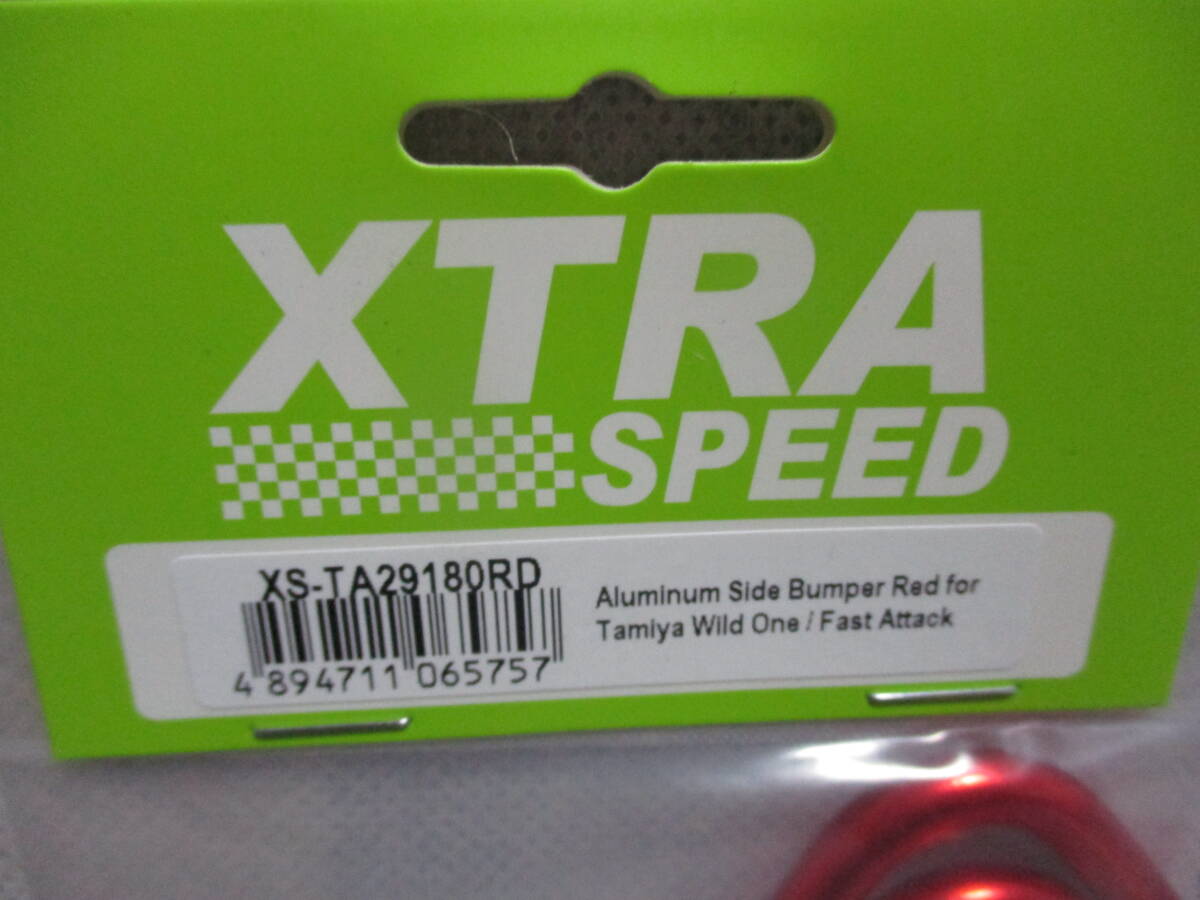 XTRA
SPEED
XS-TA29180RD
Aluminum Side Bumper Red for
Tamiya Wild One / Fast Attack
4 894711 065757